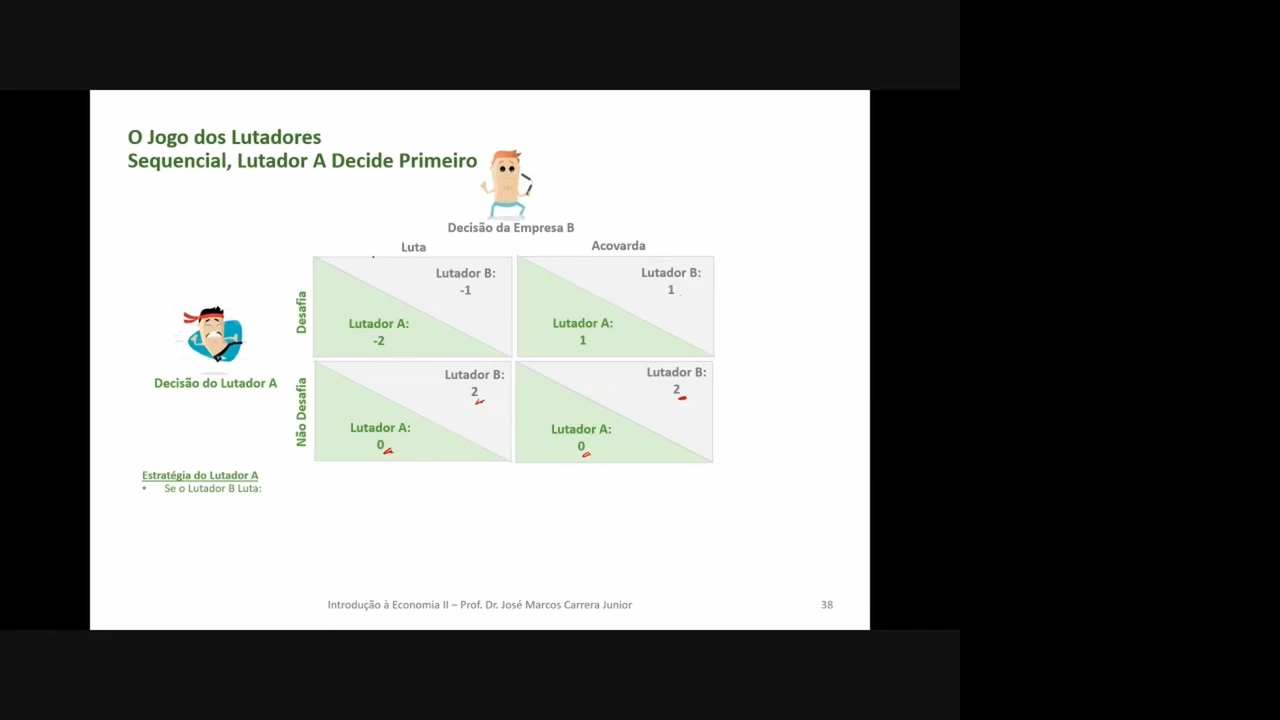 O Jogo dos Lutadores
Sequencial, Lutador A Decide Primeiro
Decisão da Empresa B
Luta
Acovarda
Desafia
Lutador B:
-1
Lutador A:
-2
Lutador B:
1
Lutador A:
1
Decisão do Lutador A
Não Desafia
Lutador B:
2
Lutador A:
0
Lutador B:
2
Lutador A:
0
Estratégia do Lutador A
• Se o Lutador B Luta:
Introdução à Economia II – Prof. Dr. José Marcos Carrera Junior
38